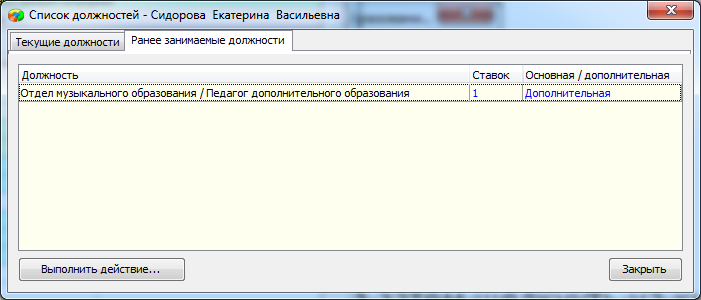 Список должностей - Сидорова Екатерина Васильевна
Текущие должности Ранее занимаемые должности
Должность Ставок Основная / дополнительная
Отдел музыкального образования / Педагог дополнительного образования 1 Дополнительная
Выполнить действие... Закрыть